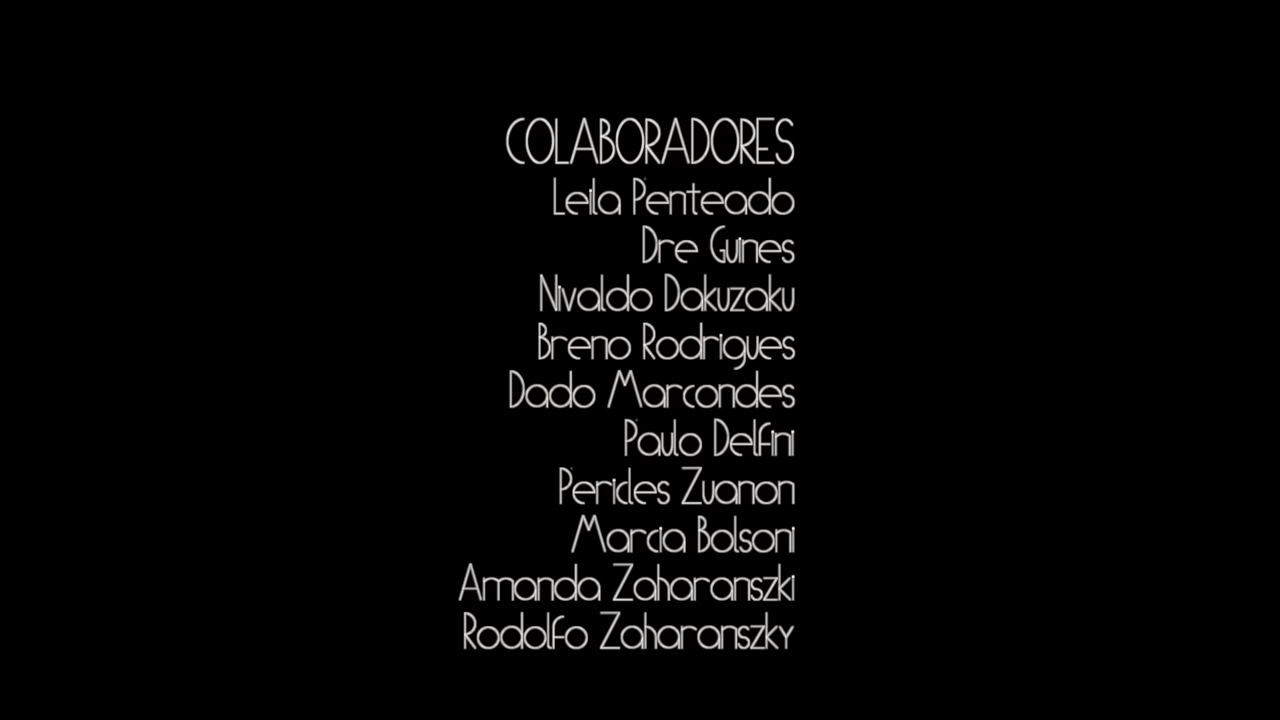 COLABORADORES
Leila Penteado
Dre Guines
Nivaldo Dakuzaku
Breno Rodrigues
Dado Marcondes
Paulo Delfini
Pericles Zuanon
Marcia Bolsoni
Amanda Zaharanszki
Rodolfo Zaharanszky